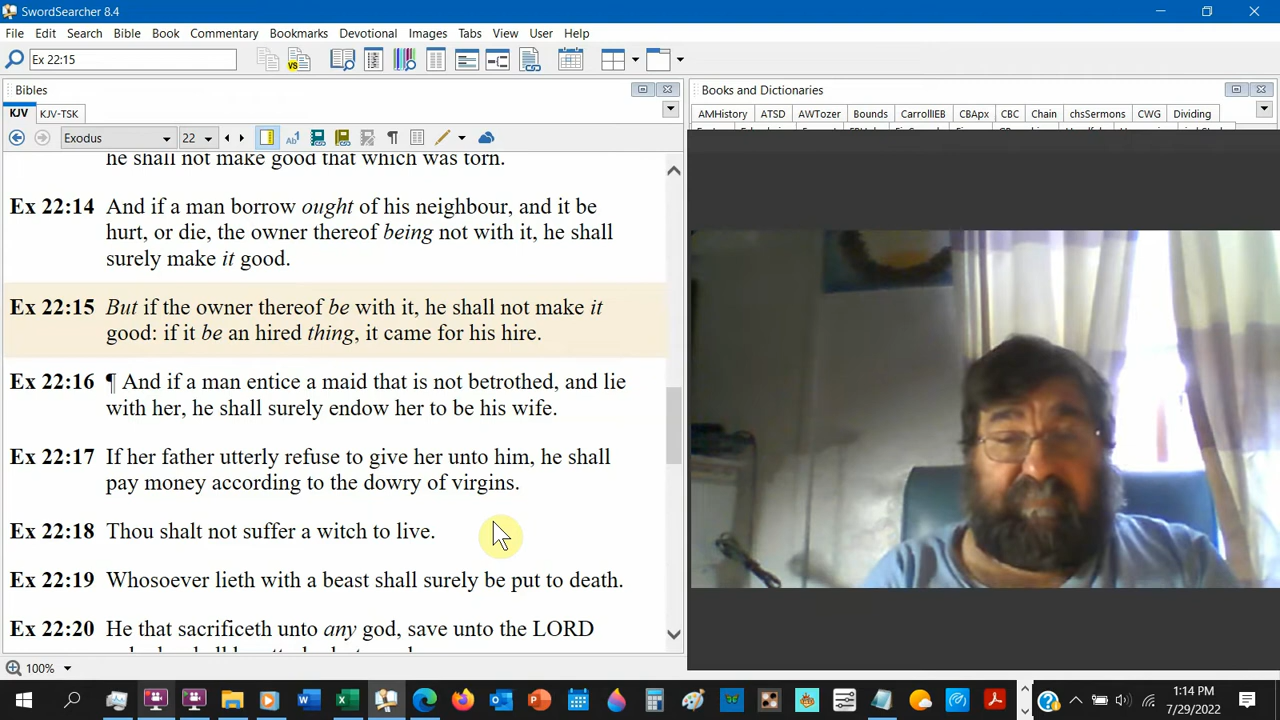 SwordSearcher 8.4
File Edit Search Bible Book Commentary Bookmarks Devotional Images Tabs View User Help
Ex 22:15
VS
Bibles
Books and Dictionaries
KJV KJV-TSK
AMHistory ATSD AWTozer Bounds CarrollIEB CBApx CBC Chain chsSermons CWG Dividing
Exodus 22
he shall not make good that which was torn.
Ex 22:14 And if a man borrow ought of his neighbour, and it be
hurt, or die, the owner thereof being not with it, he shall
surely make it good.
Ex 22:15 But if the owner thereof be with it, he shall not make it
good: if it be an hired thing, it came for his hire.
Ex 22:16 ¶ And if a man entice a maid that is not betrothed, and lie
with her, he shall surely endow her to be his wife.
Ex 22:17 If her father utterly refuse to give her unto him, he shall
pay money according to the dowry of virgins.
Ex 22:18 Thou shalt not suffer a witch to live.
Ex 22:19 Whosoever lieth with a beast shall surely be put to death.
Ex 22:20 He that sacrificeth unto any god, save unto the LORD
100%
1:14 PM
7/29/2022